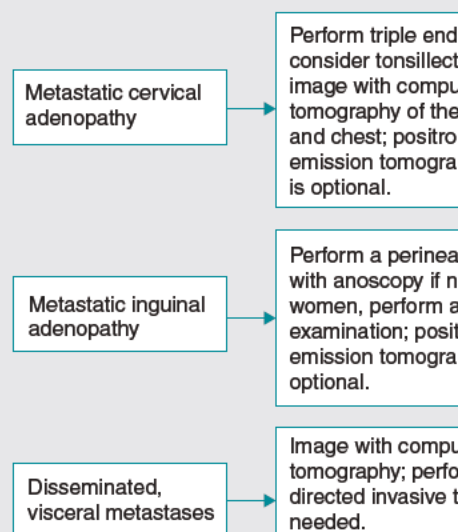 Metastatic cervical
adenopathy
Perform triple end
consider tonsillect
image with compu
tomography of the
and chest; positro
emission tomogra
is optional.
Metastatic inguinal
adenopathy
Perform a perinea
with anoscopy if n
women, perform a
examination; posit
emission tomogra
optional.
Disseminated,
visceral metastases
Image with compu
tomography; perfo
directed invasive t
needed.